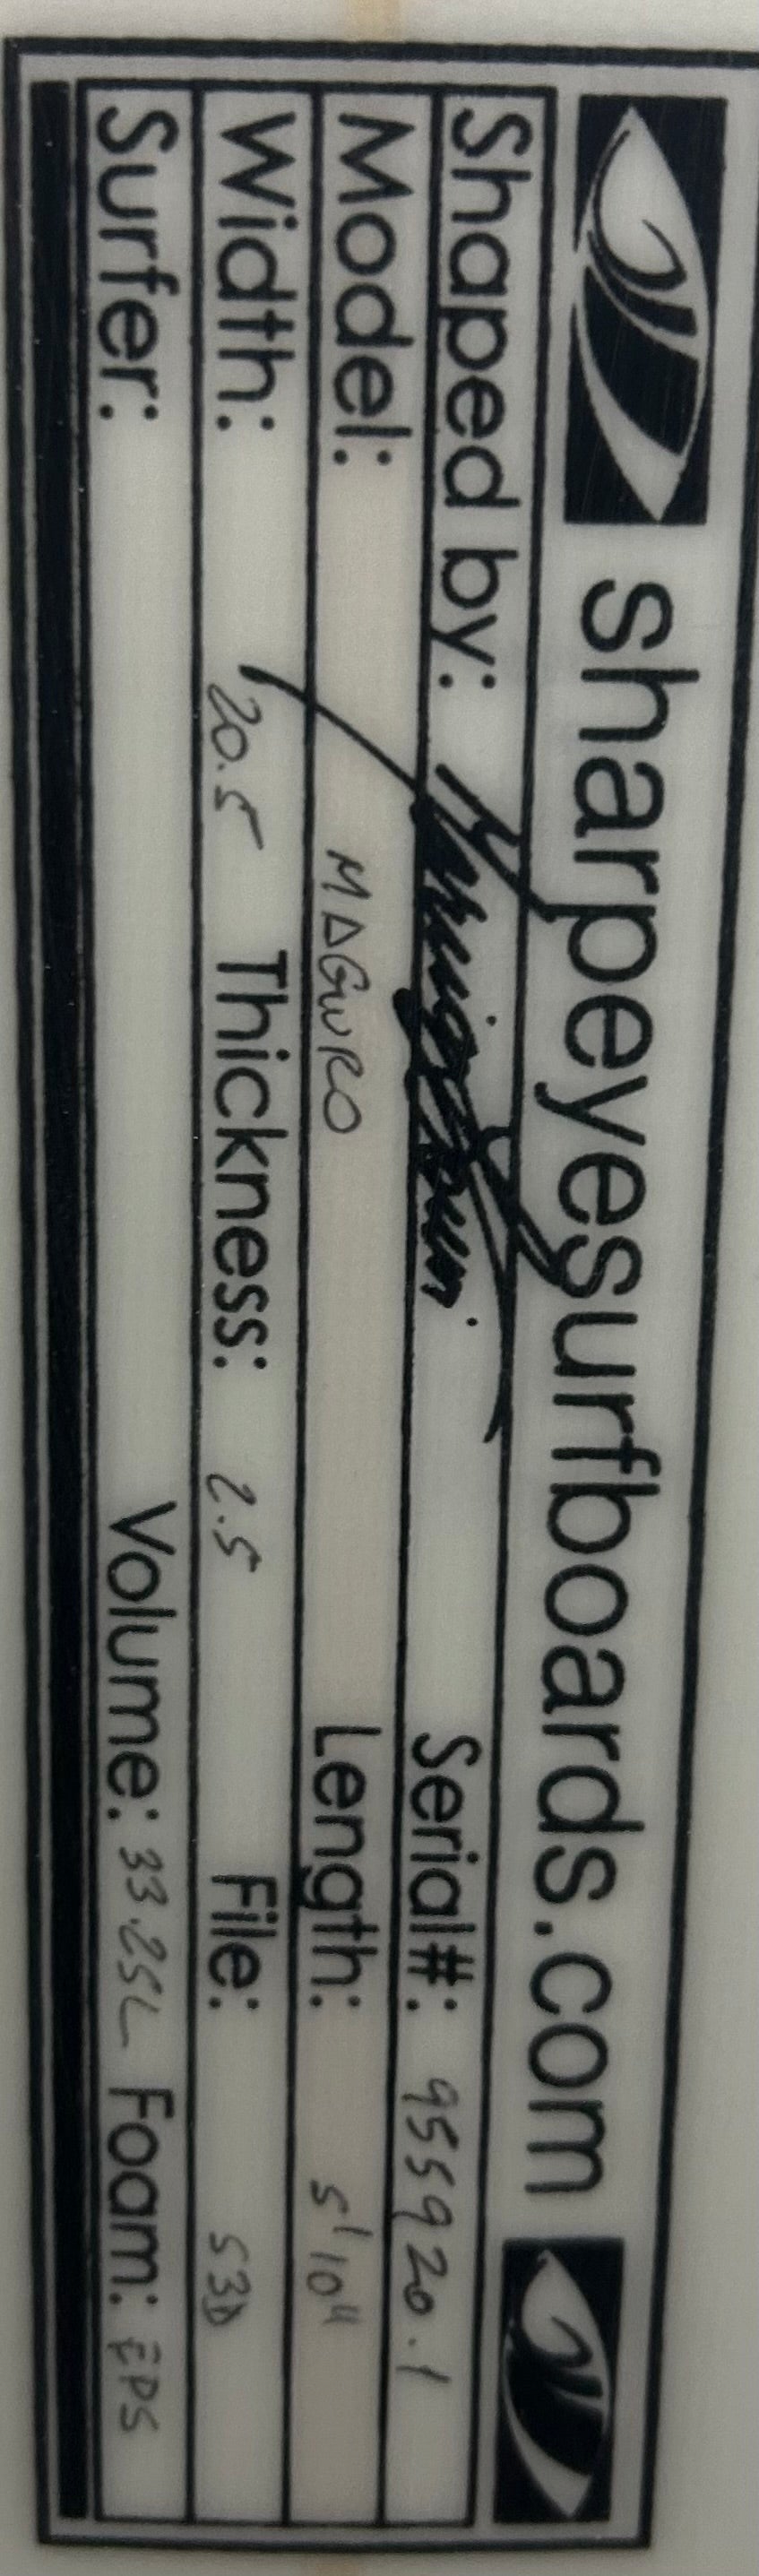 sharpeyesurfboards.com
Shaped by: Serial#: 955920.1
Model: MAGURO Length: 5'10"
Width: 20.5 Thickness: 2.5 File: S3D
Surfer: Volume: 33.25L Foam: EPS